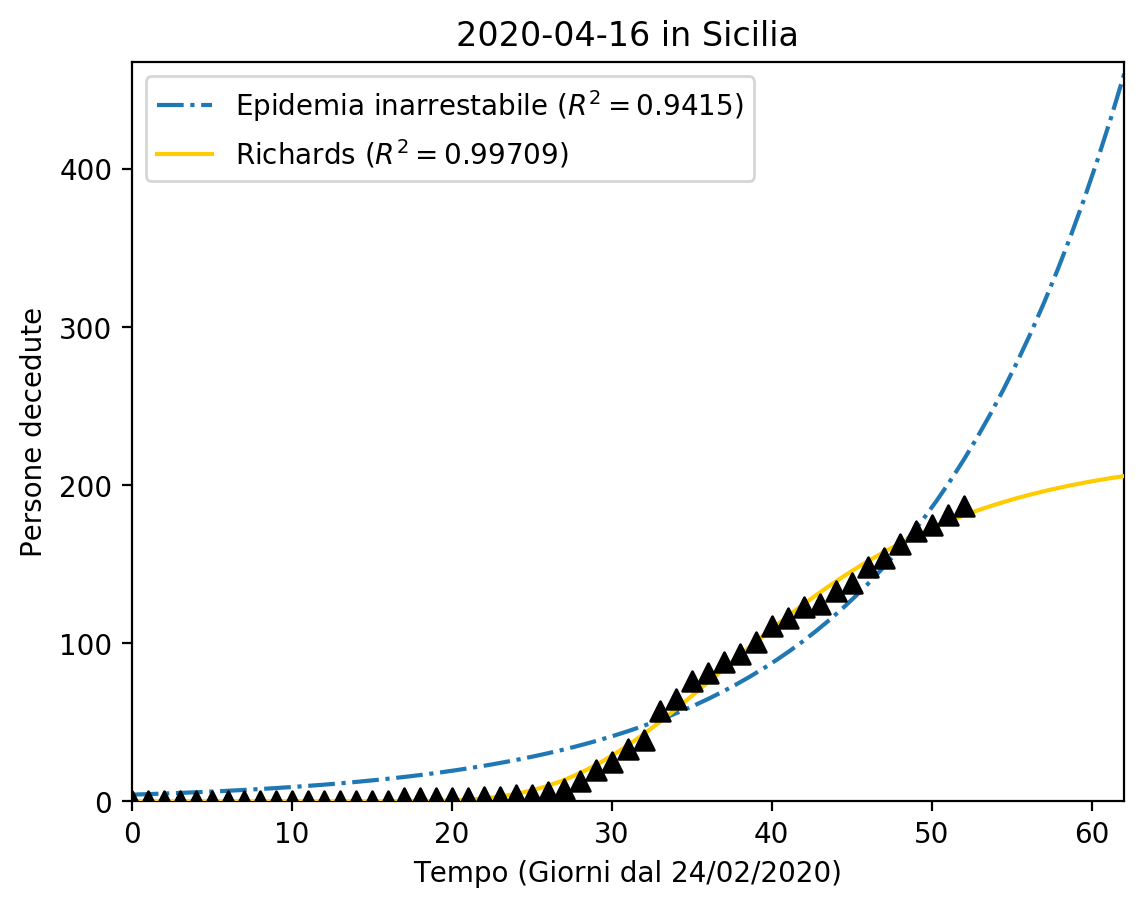 2020-04-16 in Sicilia
Epidemia inarrestabile (R² = 0.9415)
Richards (R² = 0.99709)
400
300
200
100
0
Persone decedute
0 10 20 30 40 50 60
Tempo (Giorni dal 24/02/2020)